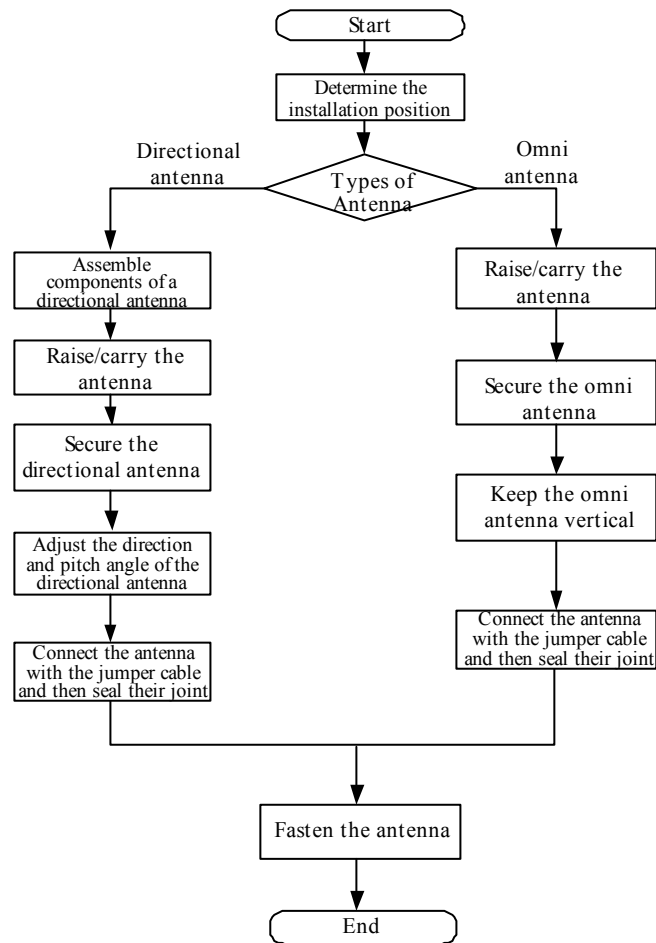 Start
Determine the
installation position
Directional
antenna
Omni
antenna
Types of
Antenna
Assemble
components of a
directional antenna
Raise/carry the
antenna
Secure the
directional antenna
Adjust the direction
and pitch angle of the
directional antenna
Connect the antenna
with the jumper cable
and then seal their joint
Raise/carry the
antenna
Secure the omni
antenna
Keep the omni
antenna vertical
Connect the antenna
with the jumper cable
and then seal their joint
Fasten the antenna
End